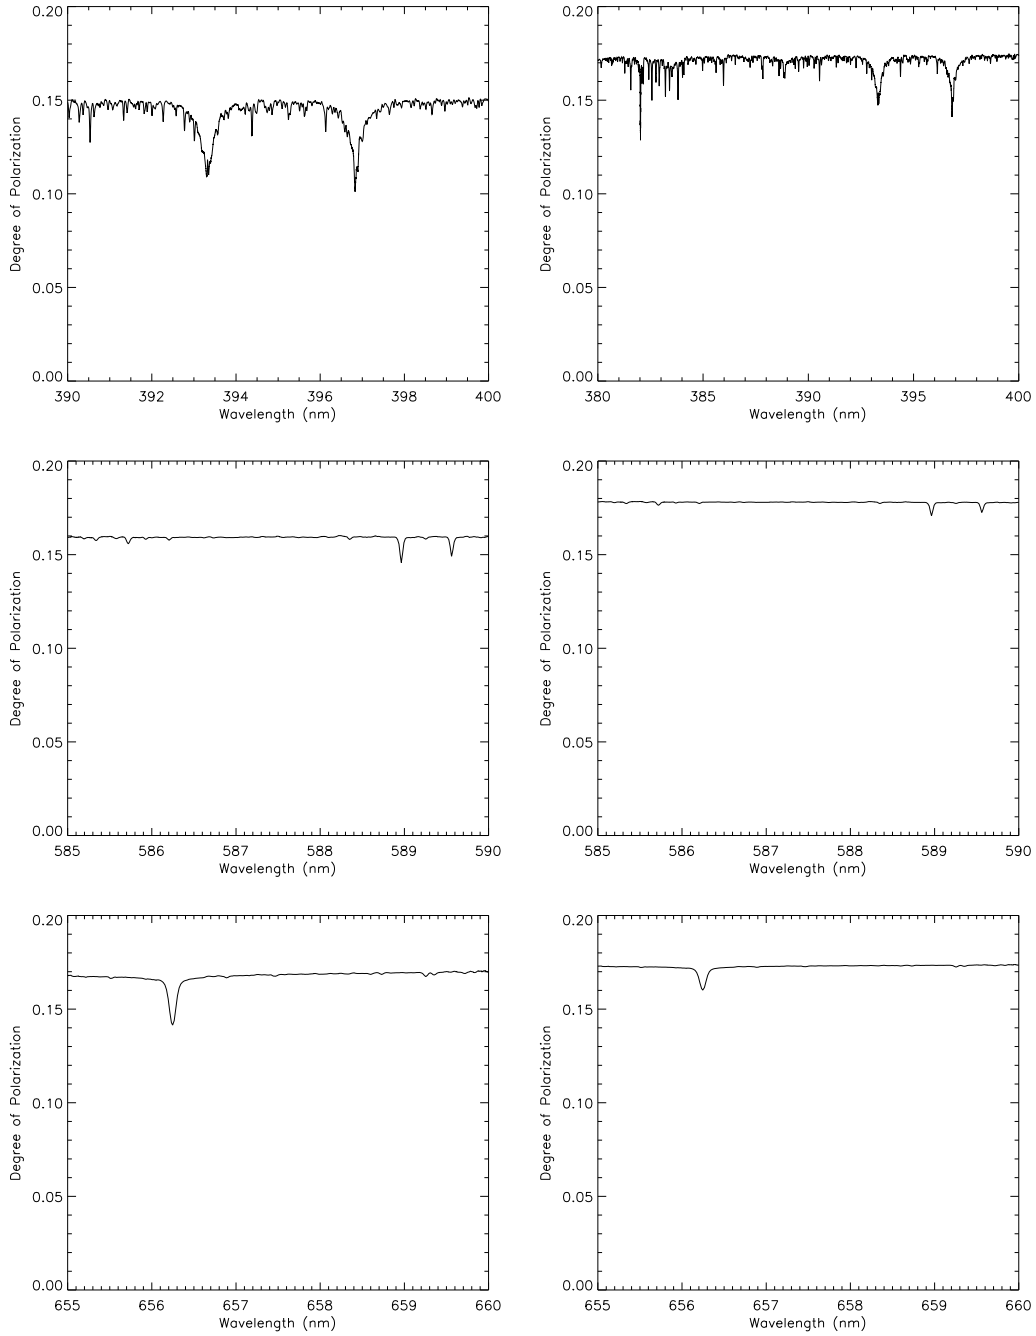 0.20
0.15
0.10
0.05
0.00
Degree of Polarization
390 392 394 396 398 400
Wavelength (nm)
0.20
0.15
0.10
0.05
0.00
Degree of Polarization
380 385 390 395 400
Wavelength (nm)
0.20
0.15
0.10
0.05
0.00
Degree of Polarization
585 586 587 588 589 590
Wavelength (nm)
0.20
0.15
0.10
0.05
0.00
Degree of Polarization
585 586 587 588 589 590
Wavelength (nm)
0.20
0.15
0.10
0.05
0.00
Degree of Polarization
655 656 657 658 659 660
Wavelength (nm)
0.20
0.15
0.10
0.05
0.00
Degree of Polarization
655 656 657 658 659 660
Wavelength (nm)